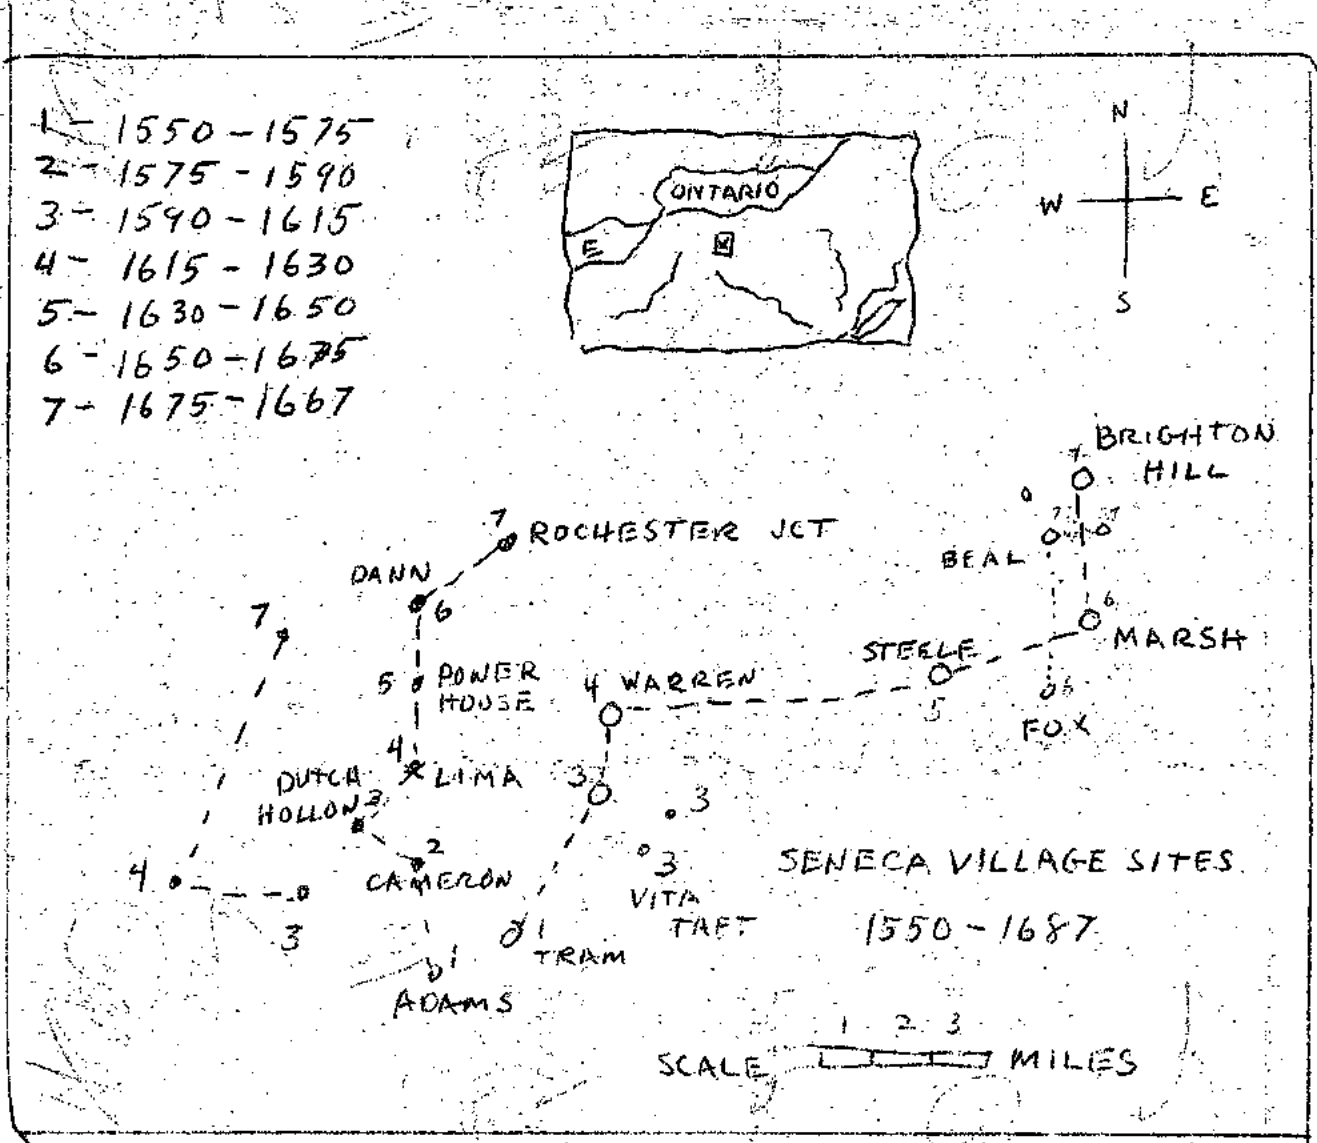 1 - 1550 - 1575
2 - 1575 - 1590
3 - 1590 - 1615
4 - 1615 - 1630
5 - 1630 - 1650
6 - 1650 - 1675
7 - 1675 - 1667
ONTARIO
E
N
W E
S
BRIGHTON
HILL
7
7 ROCHESTER JCT
7 7
BEAL
DANN
6
7
6
MARSH
STEELE
5
5 POWER
HOUSE
4 WARREN
FOX
4
LIMA
3
DUTCH
HOLLOW 3
3
2
CAMERON
4
3
3
VITA
TAFT
SENECA VILLAGE SITES
1550 - 1687
1
TRAM
1
ADAMS
1 2 3
SCALE MILES